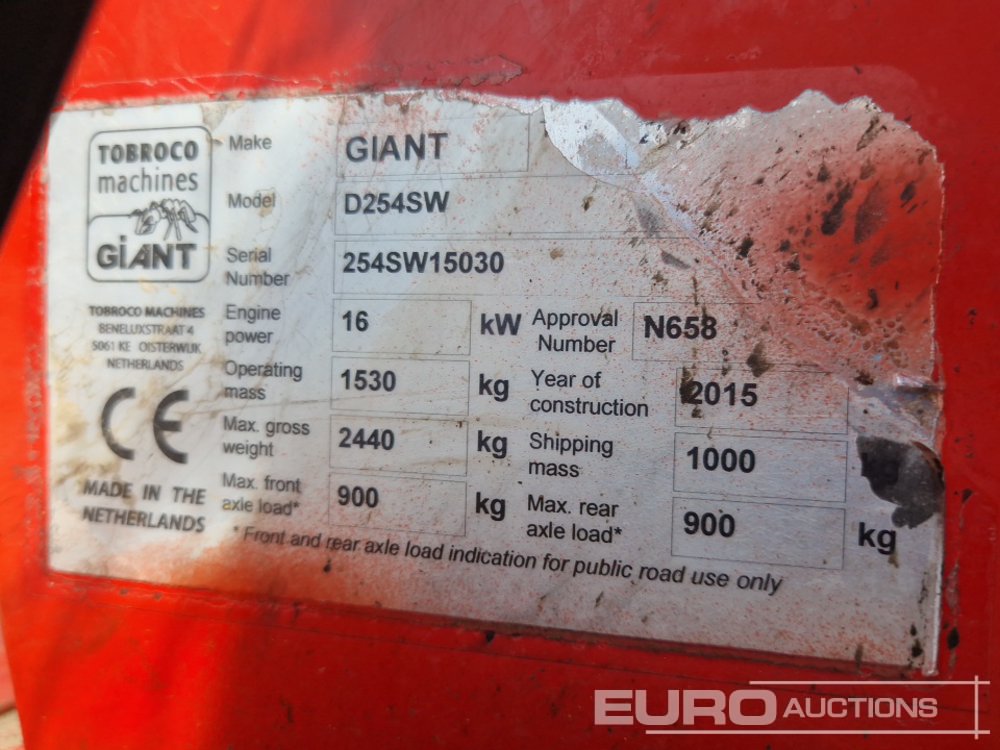 TOBROCO
machines
GiANT
TOBROCO MACHINES
BENELUXSTRAAT 4
5061 KE OISTERWIJK
NETHERLANDS
CE
MADE IN THE
NETHERLANDS
Make GIANT
Model D254SW
Serial
Number 254SW15030
Engine
power 16 kW Approval
Number N658
Operating
mass 1530 kg Year of
construction 2015
Max. gross
weight 2440 kg Shipping
mass 1000 kg
Max. front
axle load* 900 kg Max. rear
axle load* 900 kg
* Front and rear axle load indication for public road use only
EURO AUCTIONS